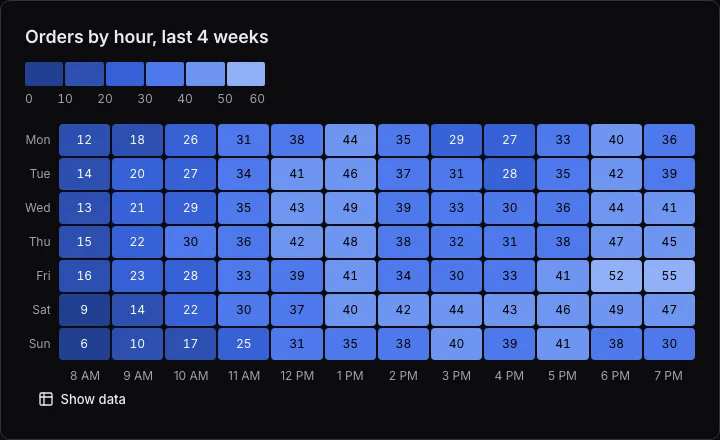 Orders by hour, last 4 weeks
0 10 20 30 40 50 60
Mon 12 18 26 31 38 44 35 29 27 33 40 36
Tue 14 20 27 34 41 46 37 31 28 35 42 39
Wed 13 21 29 35 43 49 39 33 30 36 44 41
Thu 15 22 30 36 42 48 38 32 31 38 47 45
Fri 16 23 28 33 39 41 34 30 33 41 52 55
Sat 9 14 22 30 37 40 42 44 43 46 49 47
Sun 6 10 17 25 31 35 38 40 39 41 38 30
8 AM 9 AM 10 AM 11 AM 12 PM 1 PM 2 PM 3 PM 4 PM 5 PM 6 PM 7 PM
Show data